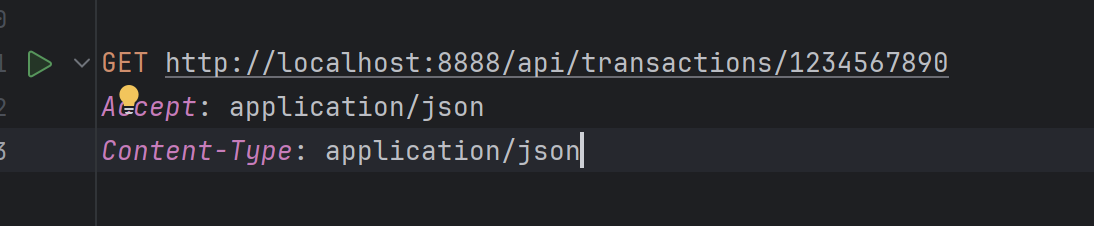 GET http://localhost:8888/api/transactions/1234567890
Accept: application/json
Content-Type: application/json